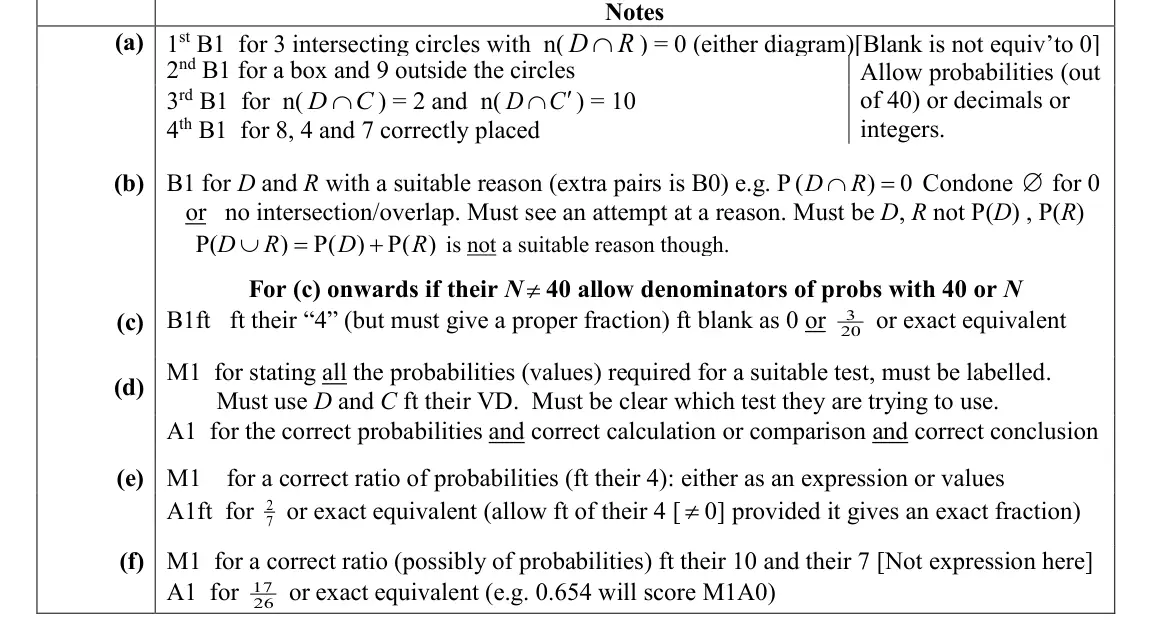 Notes
(a) 1st B1 for 3 intersecting circles with n( D ∩ R ) = 0 (either diagram)[Blank is not equiv'to 0]
2nd B1 for a box and 9 outside the circles
Allow probabilities (out
3rd B1 for n( D ∩ C ) = 2 and n( D ∩ C′ ) = 10
of 40) or decimals or
4th B1 for 8, 4 and 7 correctly placed
integers.
(b) B1 for D and R with a suitable reason (extra pairs is B0) e.g. P ( D ∩ R ) = 0 Condone ∅ for 0
or no intersection/overlap. Must see an attempt at a reason. Must be D, R not P(D) , P(R)
P(D ∪ R) = P(D) + P(R) is not a suitable reason though.
For (c) onwards if their N ≠ 40 allow denominators of probs with 40 or N
(c) B1ft ft their “4” (but must give a proper fraction) ft blank as 0 or 3/20 or exact equivalent
M1 for stating all the probabilities (values) required for a suitable test, must be labelled.
(d)
Must use D and C ft their VD. Must be clear which test they are trying to use.
A1 for the correct probabilities and correct calculation or comparison and correct conclusion
(e) M1 for a correct ratio of probabilities (ft their 4): either as an expression or values
A1ft for 2/7 or exact equivalent (allow ft of their 4 [ ≠ 0] provided it gives an exact fraction)
(f) M1 for a correct ratio (possibly of probabilities) ft their 10 and their 7 [Not expression here]
A1 for 17/26 or exact equivalent (e.g. 0.654 will score M1A0)